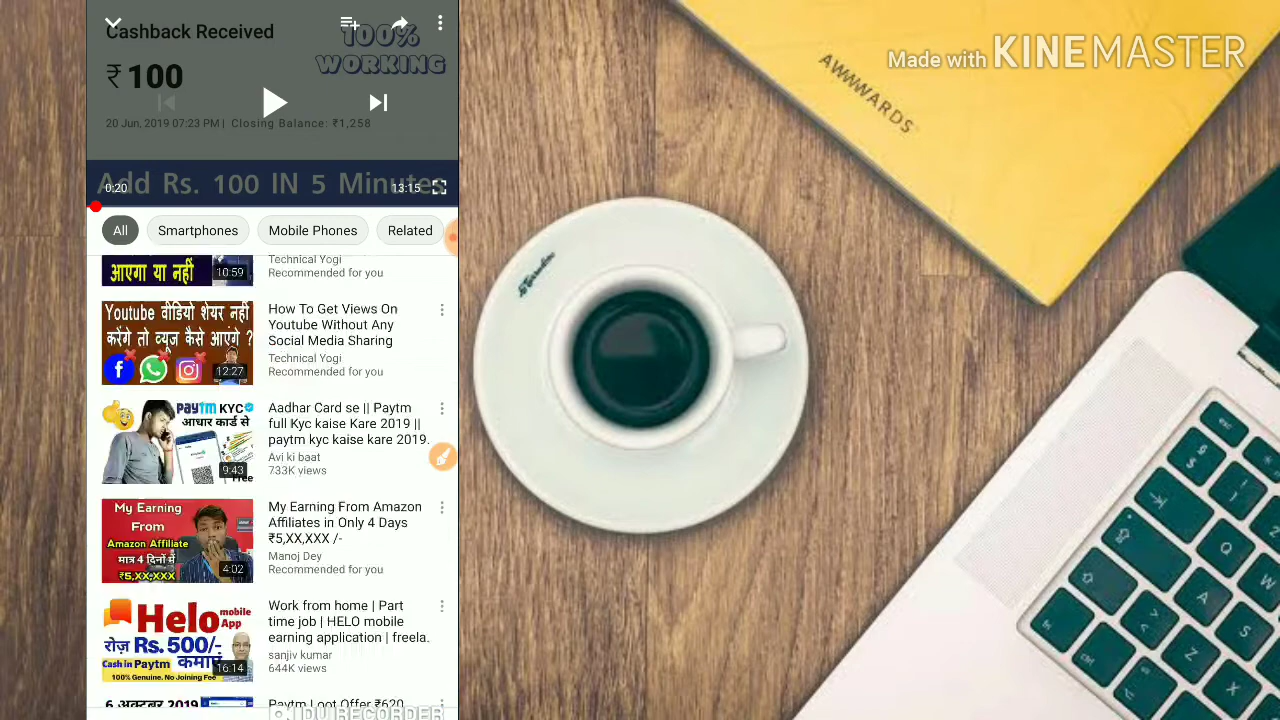 Cashback Received
100%
WORKING
₹ 100
20 Jun, 2019 07:23 PM | Closing Balance: ₹1,258
Add Rs. 100 IN 5 Minutes
0:20
13:15
All
Smartphones
Mobile Phones
Related
आएगा या नहीं
10:59
Technical Yogi
Recommended for you
Youtube वीडियो शेयर नहीं
करेंगे तो व्यूज कैसे आएंगे ?
12:27
How To Get Views On
Youtube Without Any
Social Media Sharing
Technical Yogi
Recommended for you
Paytm KYC
आधार कार्ड से
9:43
Free
Aadhar Card se || Paytm
full Kyc kaise Kare 2019 ||
paytm kyc kaise kare 2019.
Avi ki baat
733K views
My Earning
From
Amazon Affiliate
मात्र 4 दिनों में
₹5,XX,XXX
4:02
My Earning From Amazon
Affiliates in Only 4 Days
₹5,XX,XXX /-
Manoj Dey
Recommended for you
Helo mobile
App
रोज़ Rs. 500/-
Cash in Paytm कमाएं
100% Genuine. No Joining Fee
16:14
Work from home | Part
time job | HELO mobile
earning application | freela.
sanjiv kumar
644K views
6 अक्टूबर 2019
Paytm Loot Offer ₹620
DU RECORDER
Made with KINEMASTER
AWWWARDS
esc
Q
W
A
S
Z
X
fn
ctrl